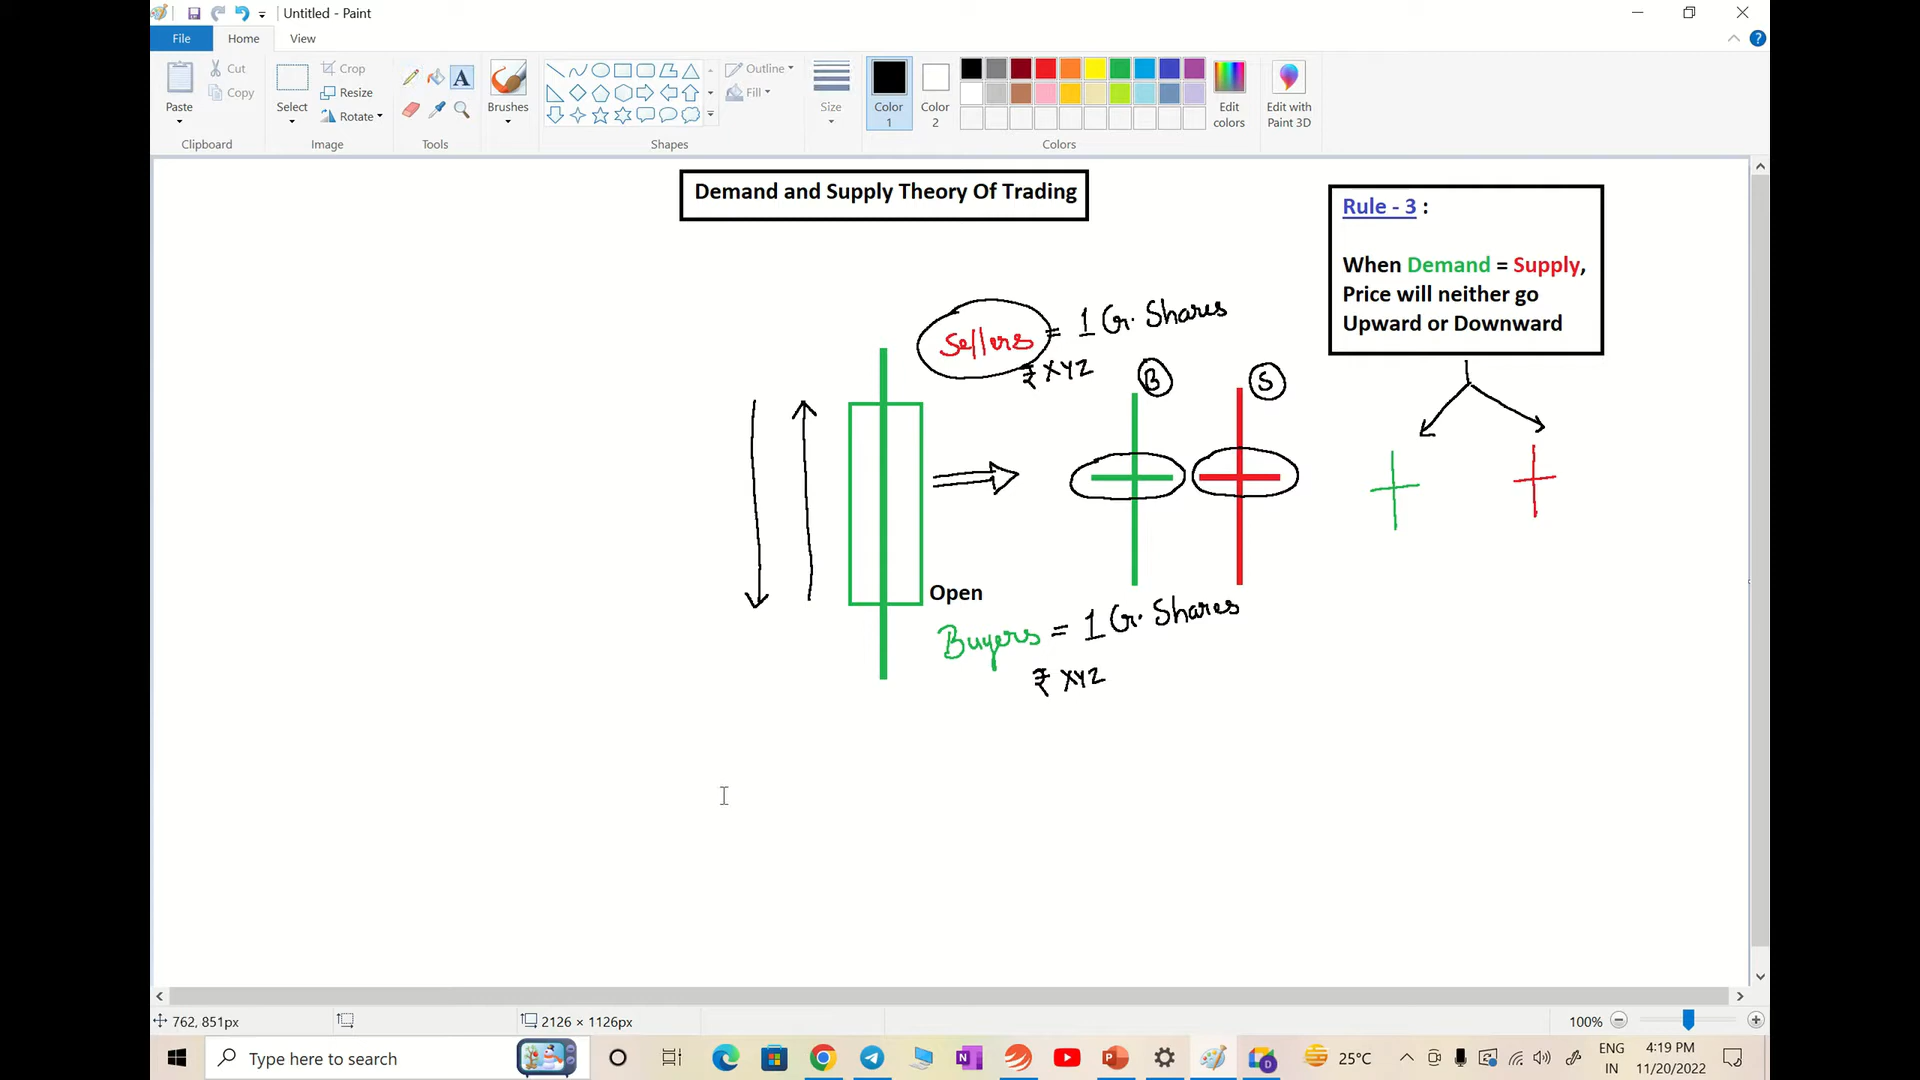 Untitled - Paint
File Home View
Paste
Cut
Copy
Clipboard
Select
Crop
Resize
Rotate
Image
A
Tools
Brushes
Shapes
Outline
Fill
Size
Color 1
Color 2
Colors
Edit colors
Edit with Paint 3D
Demand and Supply Theory Of Trading
Rule - 3 :
When Demand = Supply,
Price will neither go
Upward or Downward
Sellers = 1 Cr. Shares
₹ XYZ
B
S
Open
Buyers = 1 Cr. Shares
₹ XYZ
762, 851px
2126 × 1126px
100%
Type here to search
25°C
ENG
IN
4:19 PM
11/20/2022